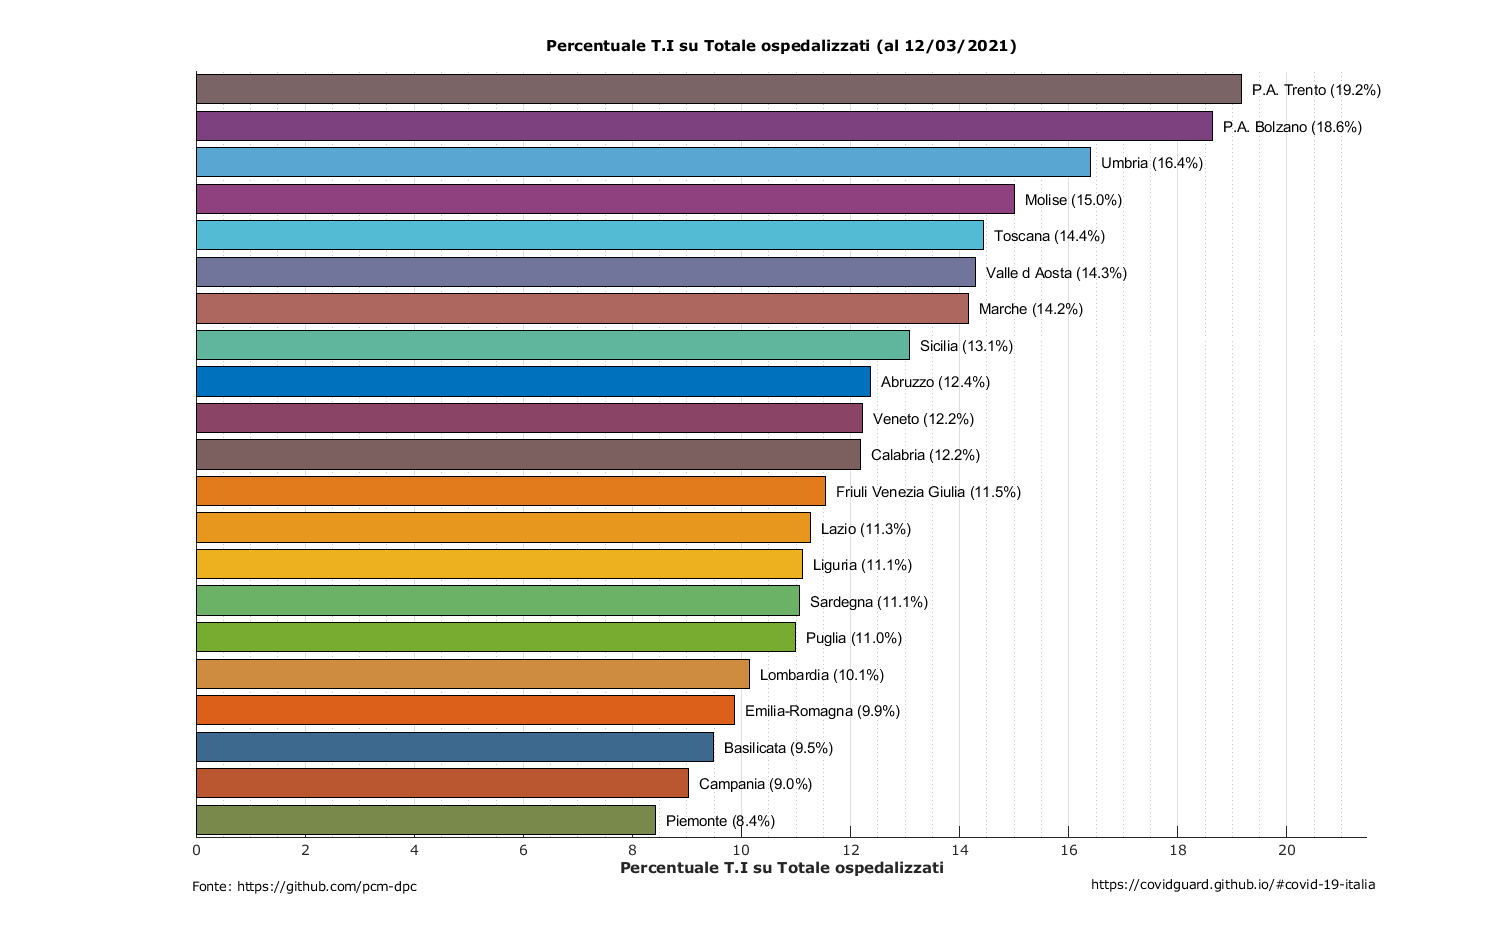 Percentuale T.I su Totale ospedalizzati (al 12/03/2021)
P.A. Trento (19.2%)
P.A. Bolzano (18.6%)
Umbria (16.4%)
Molise (15.0%)
Toscana (14.4%)
Valle d Aosta (14.3%)
Marche (14.2%)
Sicilia (13.1%)
Abruzzo (12.4%)
Veneto (12.2%)
Calabria (12.2%)
Friuli Venezia Giulia (11.5%)
Lazio (11.3%)
Liguria (11.1%)
Sardegna (11.1%)
Puglia (11.0%)
Lombardia (10.1%)
Emilia-Romagna (9.9%)
Basilicata (9.5%)
Campania (9.0%)
Piemonte (8.4%)
0 2 4 6 8 10 12 14 16 18 20
Percentuale T.I su Totale ospedalizzati
Fonte: https://github.com/pcm-dpc
https://covidguard.github.io/#covid-19-italia